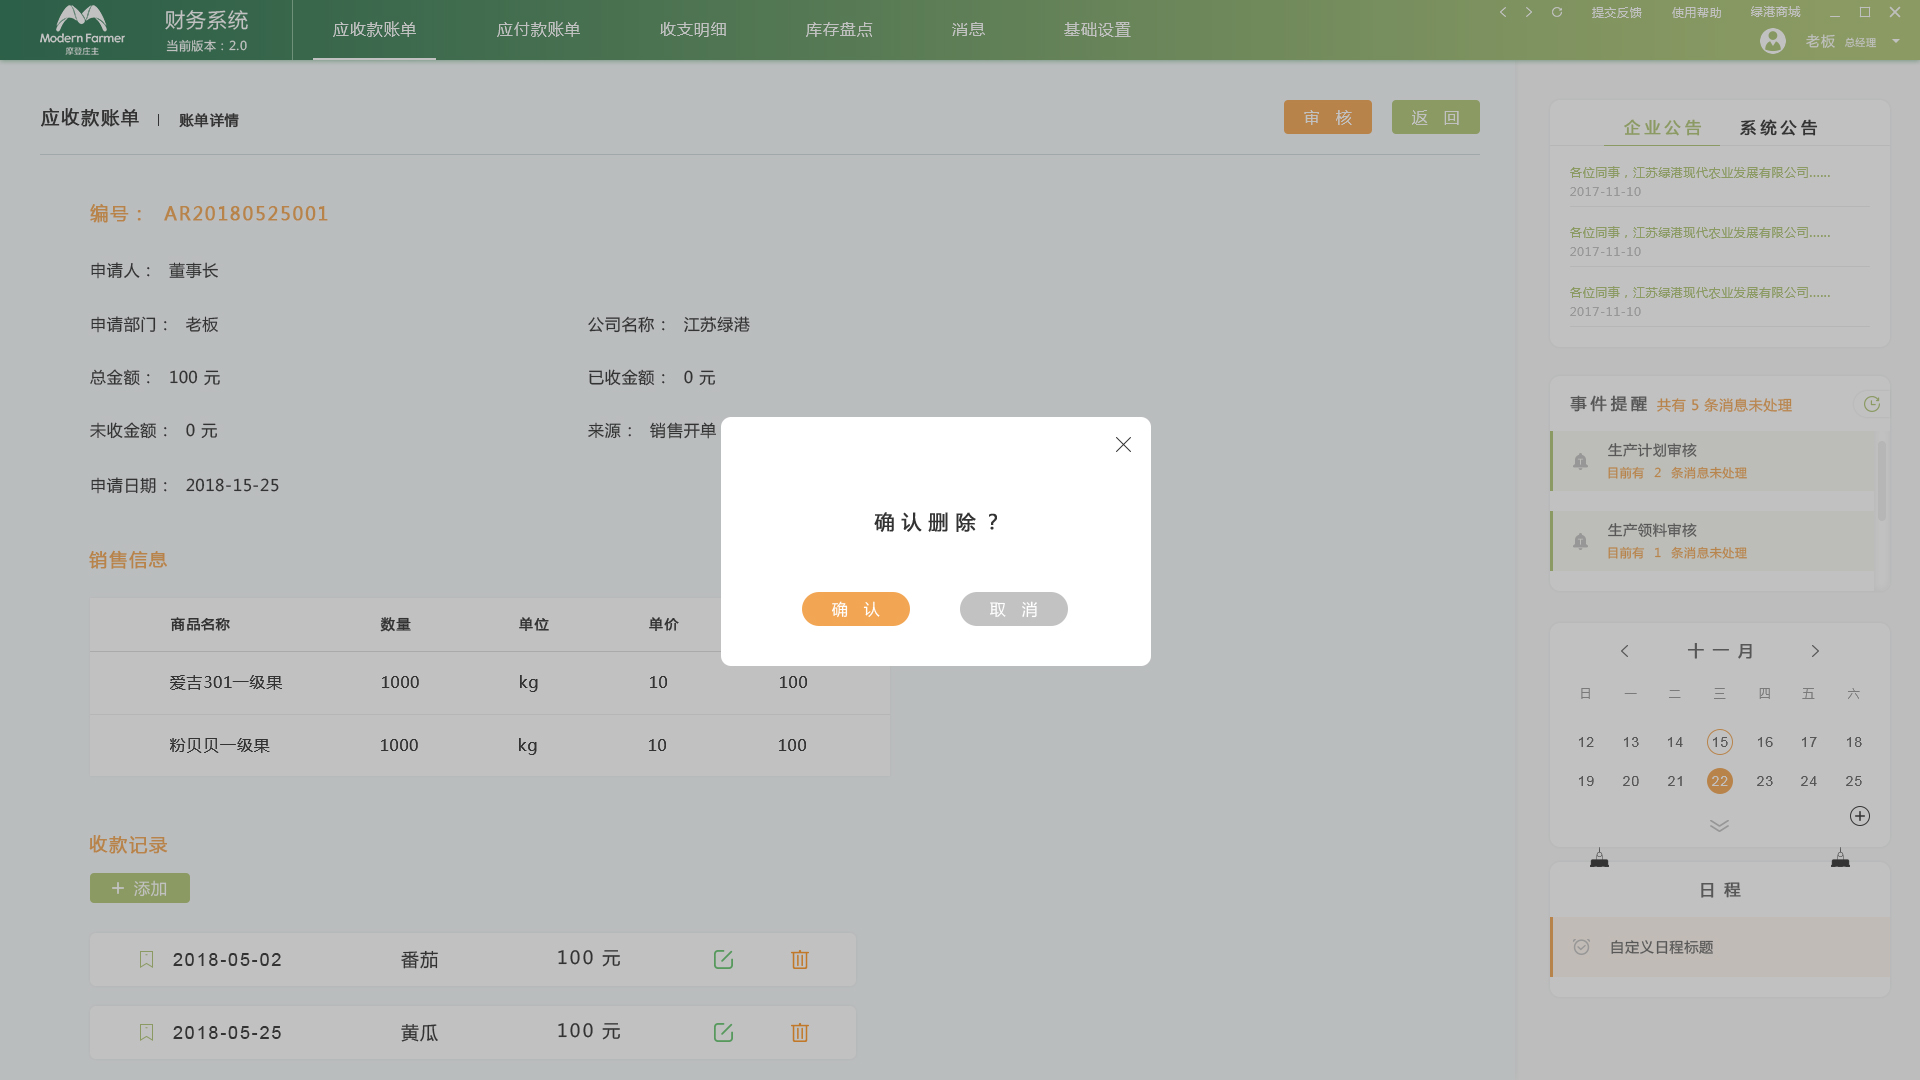 Modern Farmer
摩登庄主
财务系统
当前版本：2.0
应收款账单
应付款账单
收支明细
库存盘点
消息
基础设置
提交反馈
使用帮助
绿港商城
老板 总经理
应收款账单 | 账单详情
审 核
返 回
编号： AR20180525001
申请人： 董事长
申请部门： 老板
公司名称： 江苏绿港
总金额： 100 元
已收金额： 0 元
未收金额： 0 元
来源： 销售开单
申请日期： 2018-15-25
销售信息
商品名称 数量 单位 单价
爱吉301一级果 1000 kg 10 100
粉贝贝一级果 1000 kg 10 100
收款记录
+ 添加
2018-05-02 番茄 100 元
2018-05-25 黄瓜 100 元
确认删除？
确 认
取 消
企业公告 系统公告
各位同事，江苏绿港现代农业发展有限公司......
2017-11-10
各位同事，江苏绿港现代农业发展有限公司......
2017-11-10
各位同事，江苏绿港现代农业发展有限公司......
2017-11-10
事件提醒 共有 5 条消息未处理
生产计划审核
目前有 2 条消息未处理
生产领料审核
目前有 1 条消息未处理
十一月
日 一 二 三 四 五 六
12 13 14 15 16 17 18
19 20 21 22 23 24 25
日 程
自定义日程标题